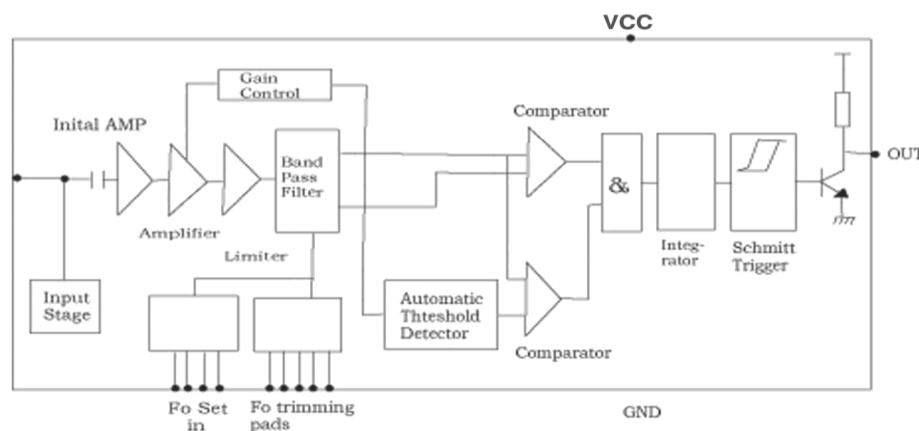 VCC
Gain
Control
Comparator
Inital AMP
Band
Pass
Filter
OUT
&
Amplifier
Limiter
Integ-
rator
Schmitt
Trigger
Input
Stage
Automatic
Thteshold
Detector
Comparator
Fo Set
in
Fo trimming
pads
GND